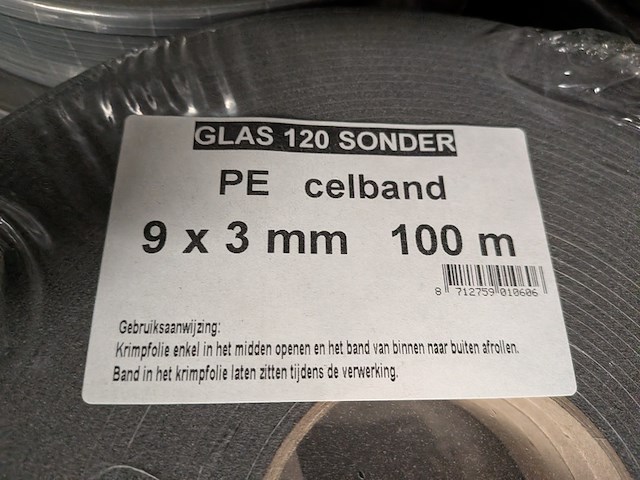 GLAS 120 SONDER
PE celband
9 x 3 mm 100 m
8 712759 010606
Gebruiksaanwijzing:
Krimpfolie enkel in het midden openen en het band van binnen naar buiten afrollen.
Band in het krimpfolie laten zitten tijdens de verwerking.